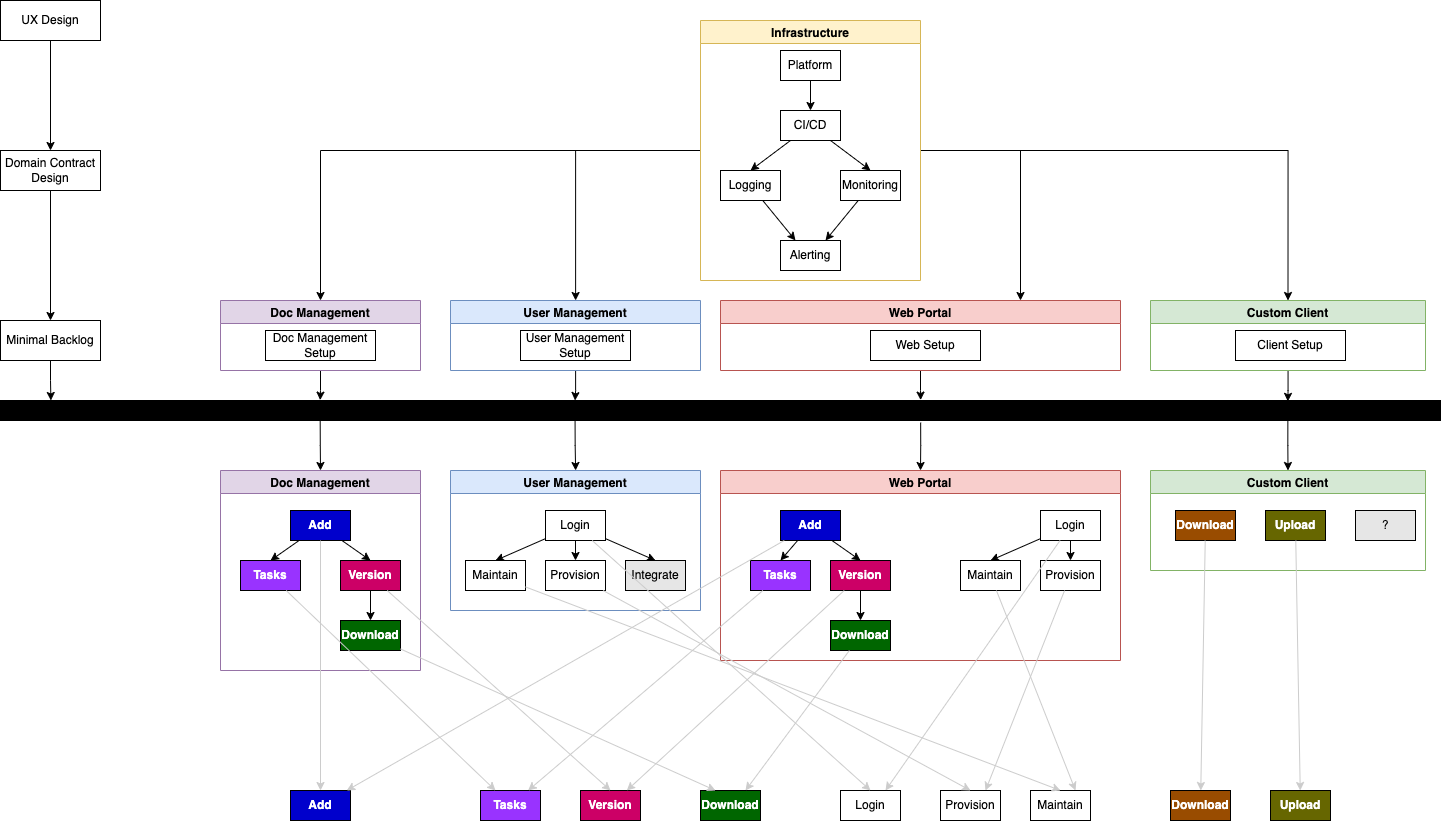 UX Design
Infrastructure
Platform
CI/CD
Domain Contract
Design
Logging
Monitoring
Alerting
Doc Management
User Management
Web Portal
Custom Client
Minimal Backlog
Doc Management
Setup
User Management
Setup
Web Setup
Client Setup
Doc Management
User Management
Web Portal
Custom Client
Add
Login
Add
Login
Download
Upload
?
Tasks
Version
Maintain
Provision
Integrate
Tasks
Version
Maintain
Provision
Download
Download
Add
Tasks
Version
Download
Login
Provision
Maintain
Download
Upload